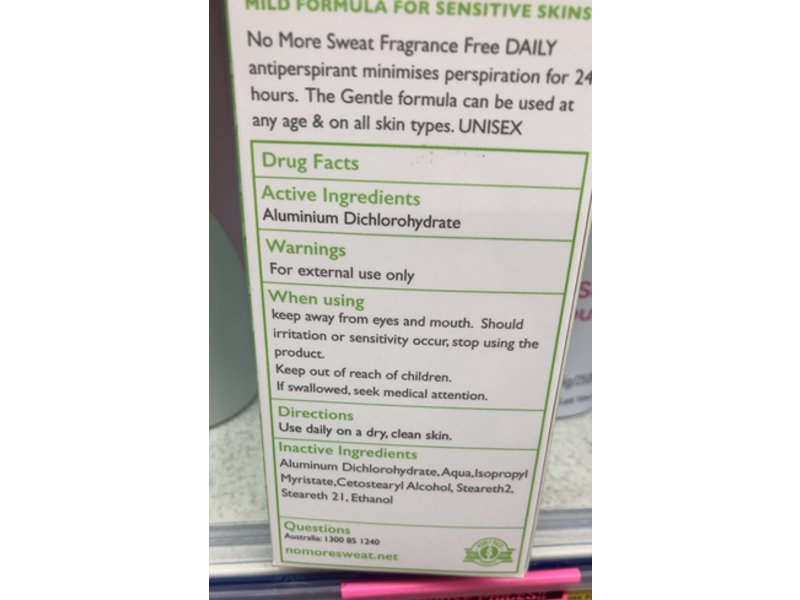 MILD FORMULA FOR SENSITIVE SKINS
No More Sweat Fragrance Free DAILY
antiperspirant minimises perspiration for 24
hours. The Gentle formula can be used at
any age & on all skin types. UNISEX
Drug Facts
Active Ingredients
Aluminium Dichlorohydrate
Warnings
For external use only
When using
keep away from eyes and mouth. Should
irritation or sensitivity occur, stop using the
product.
Keep out of reach of children.
If swallowed, seek medical attention.
Directions
Use daily on a dry, clean skin.
Inactive Ingredients
Aluminum Dichlorohydrate, Aqua, Isopropyl
Myristate, Cetostearyl Alcohol, Steareth2,
Steareth 21, Ethanol
Questions
Australia: 1300 85 1240
nomoresweat.net